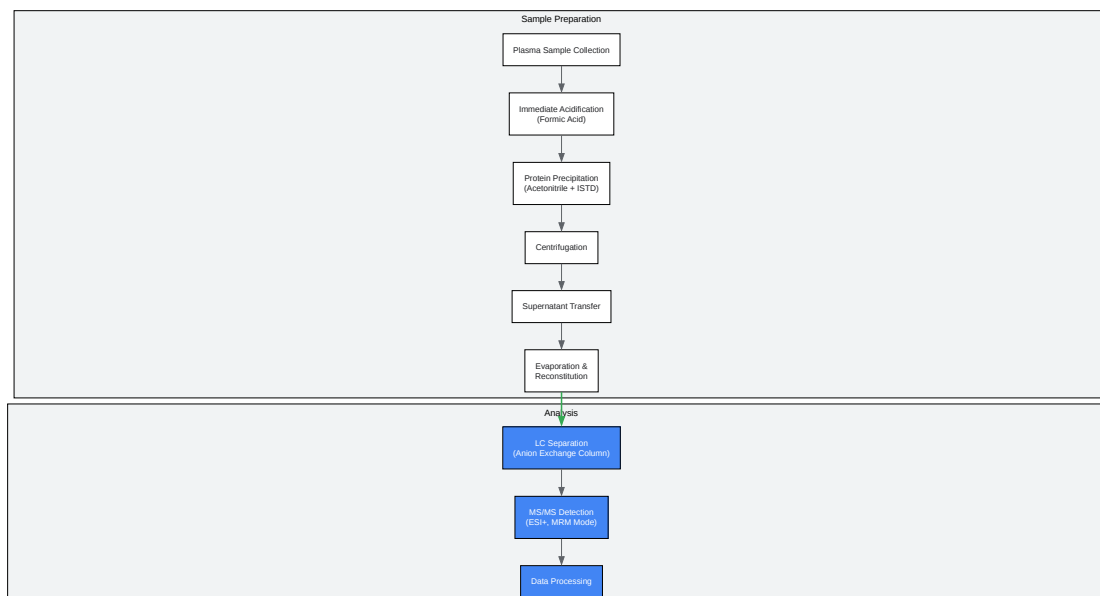 Sample Preparation
Plasma Sample Collection
Immediate Acidification
(Formic Acid)
Protein Precipitation
(Acetonitrile + ISTD)
Centrifugation
Supernatant Transfer
Evaporation &
Reconstitution
Analysis
LC Separation
(Anion Exchange Column)
MS/MS Detection
(ESI+, MRM Mode)
Data Processing